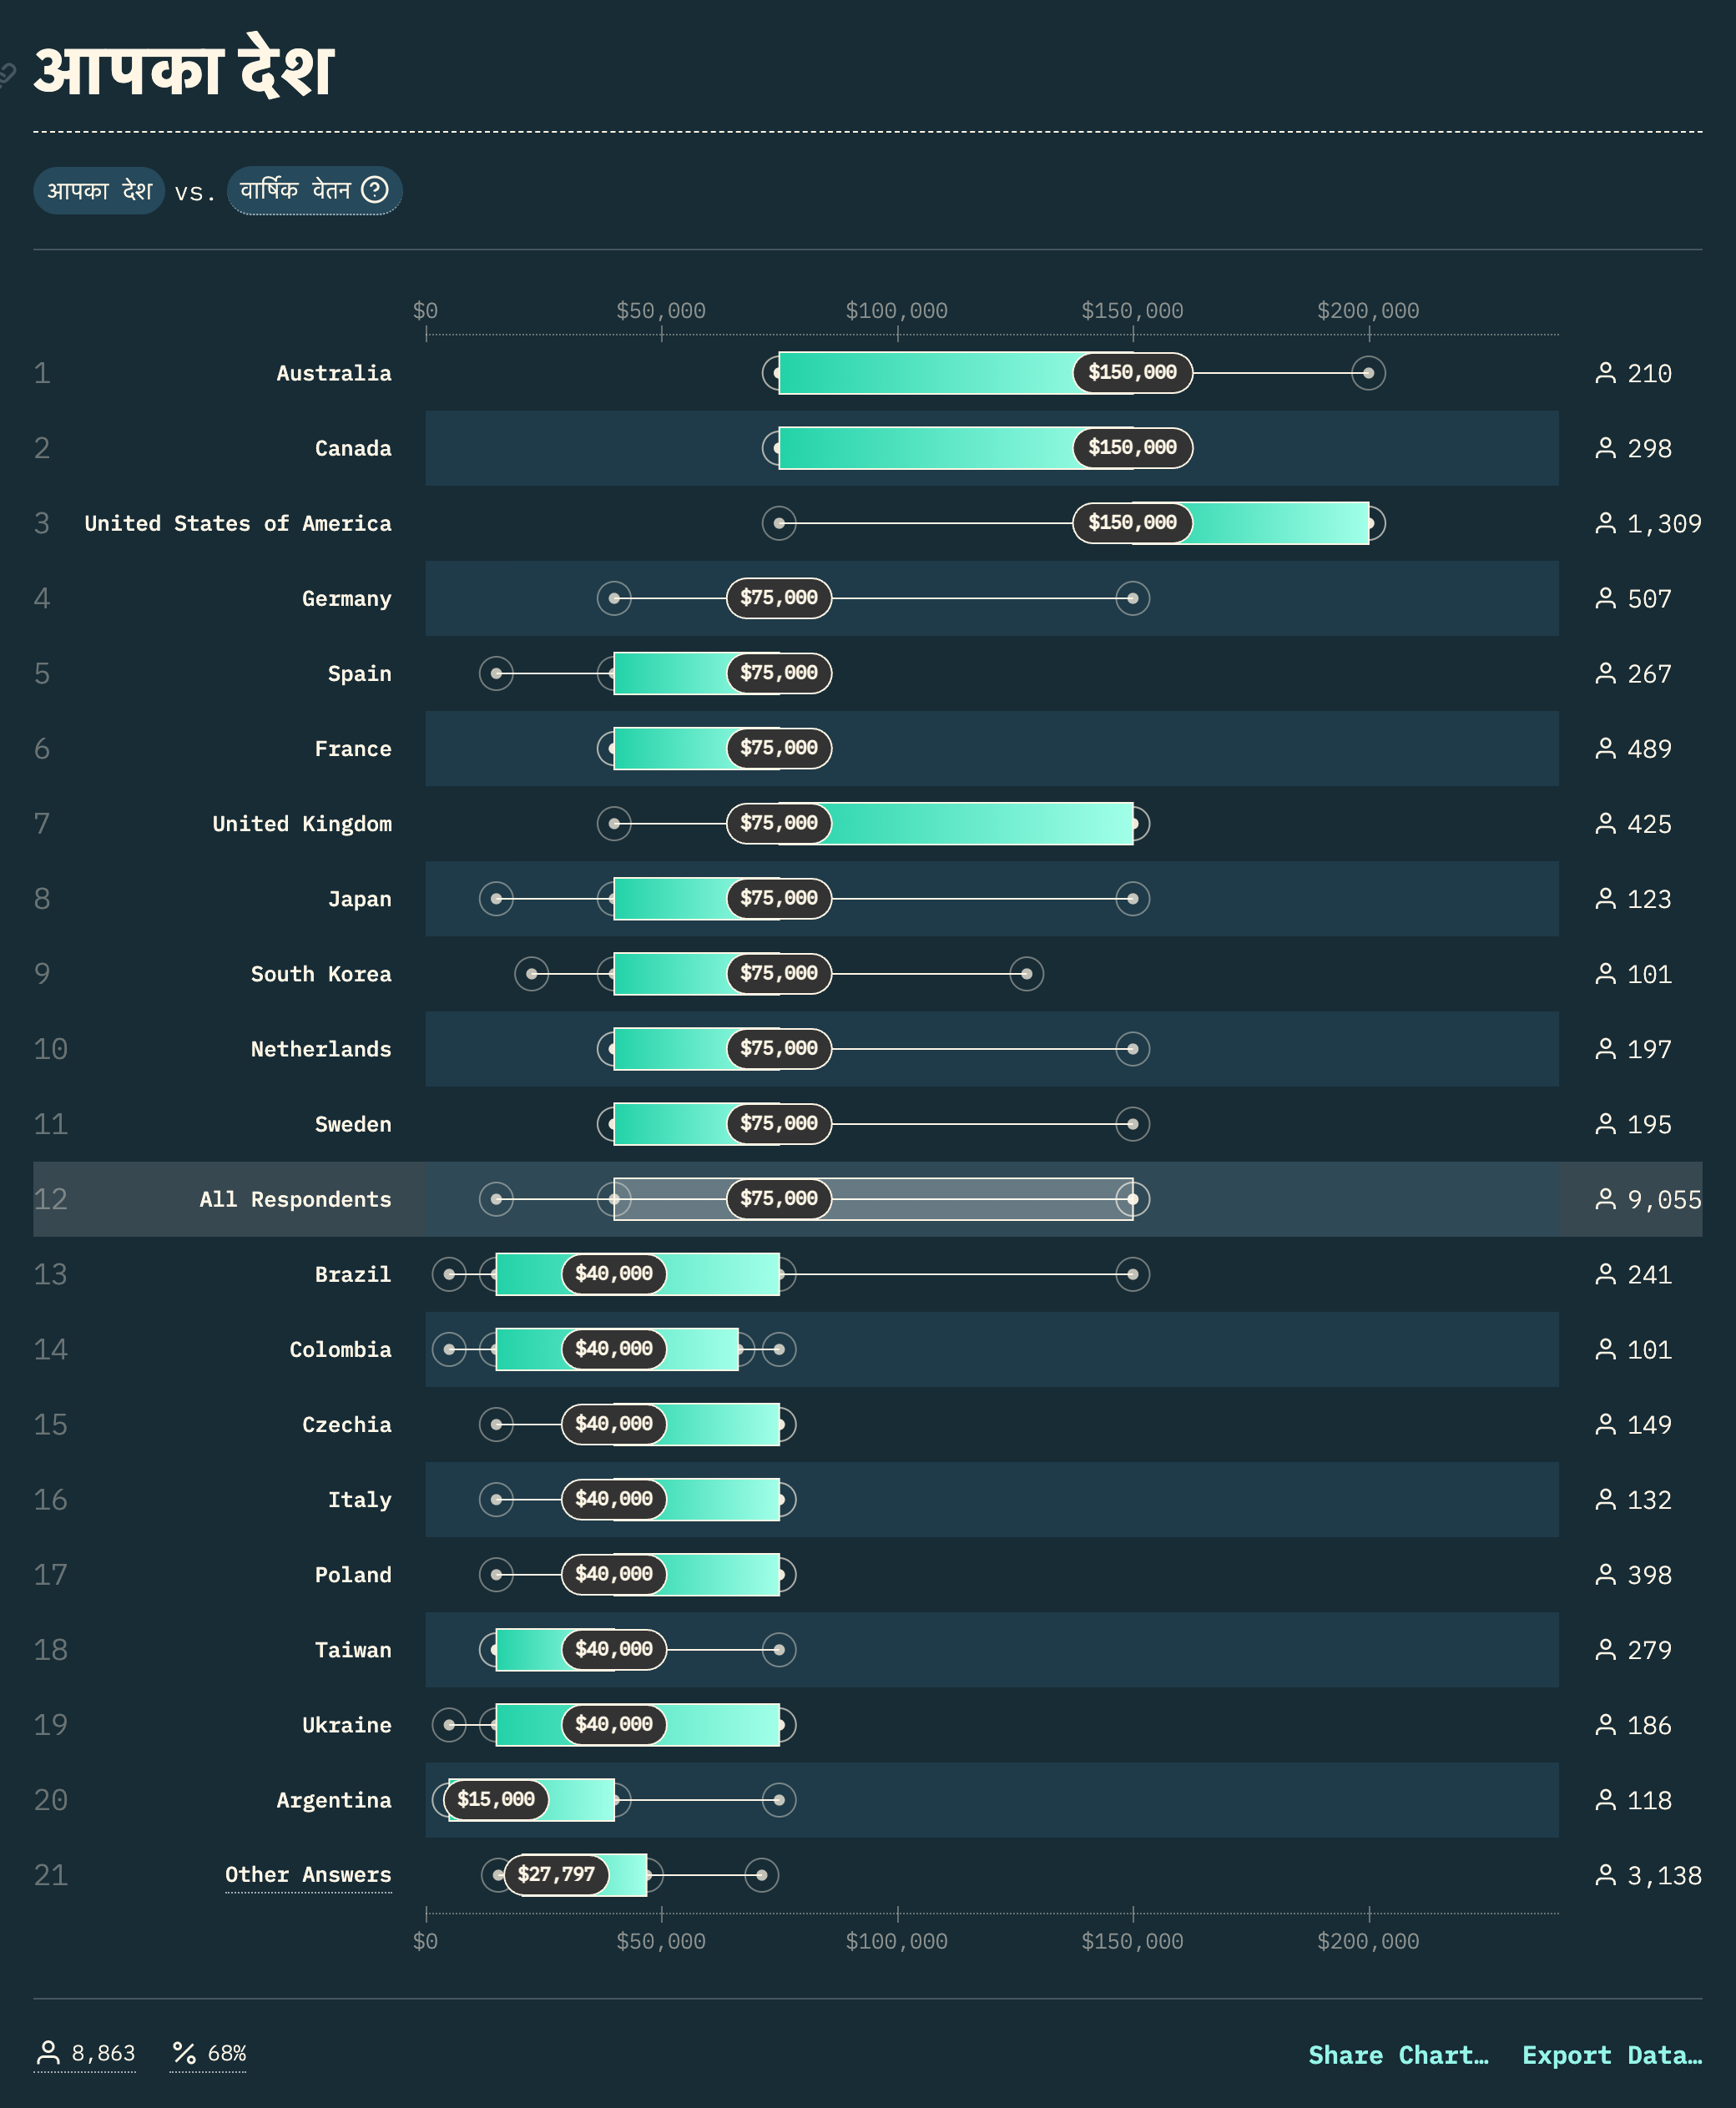 आपका देश
आपका देश vs. वार्षिक वेतन ?
$0 $50,000 $100,000 $150,000 $200,000
1 Australia $150,000 210
2 Canada $150,000 298
3 United States of America $150,000 1,309
4 Germany $75,000 507
5 Spain $75,000 267
6 France $75,000 489
7 United Kingdom $75,000 425
8 Japan $75,000 123
9 South Korea $75,000 101
10 Netherlands $75,000 197
11 Sweden $75,000 195
12 All Respondents $75,000 9,055
13 Brazil $40,000 241
14 Colombia $40,000 101
15 Czechia $40,000 149
16 Italy $40,000 132
17 Poland $40,000 398
18 Taiwan $40,000 279
19 Ukraine $40,000 186
20 Argentina $15,000 118
21 Other Answers $27,797 3,138
$0 $50,000 $100,000 $150,000 $200,000
8,863 % 68% Share Chart… Export Data…